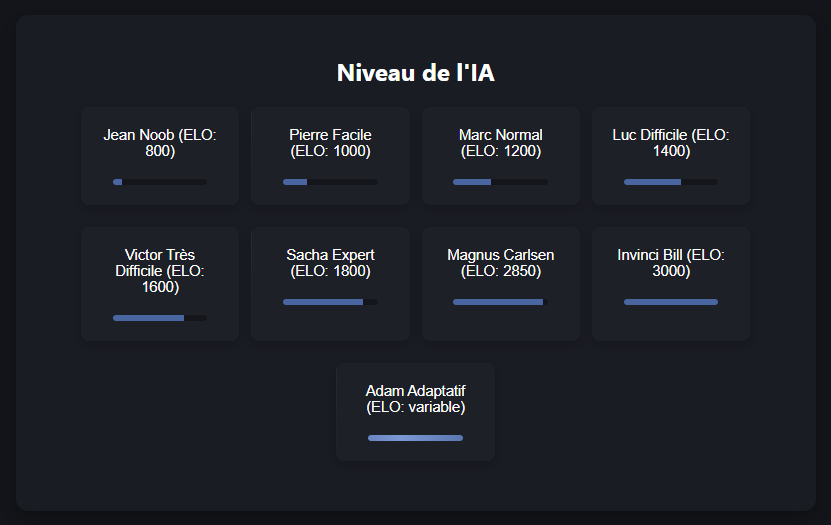 Niveau de l'IA
Jean Noob (ELO:
800)
Pierre Facile
(ELO: 1000)
Marc Normal
(ELO: 1200)
Luc Difficile (ELO:
1400)
Victor Très
Difficile (ELO:
1600)
Sacha Expert
(ELO: 1800)
Magnus Carlsen
(ELO: 2850)
Invinci Bill (ELO:
3000)
Adam Adaptatif
(ELO: variable)